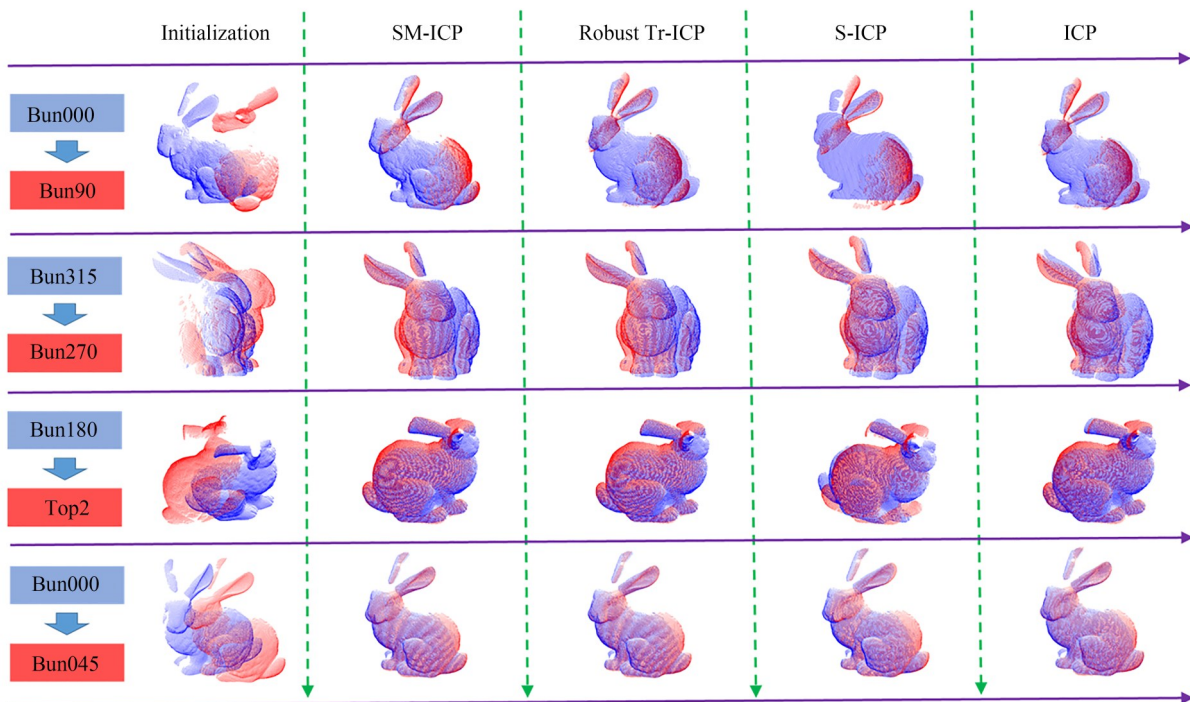 Initialization SM-ICP Robust Tr-ICP S-ICP ICP
Bun000
Bun90
Bun315
Bun270
Bun180
Top2
Bun000
Bun045